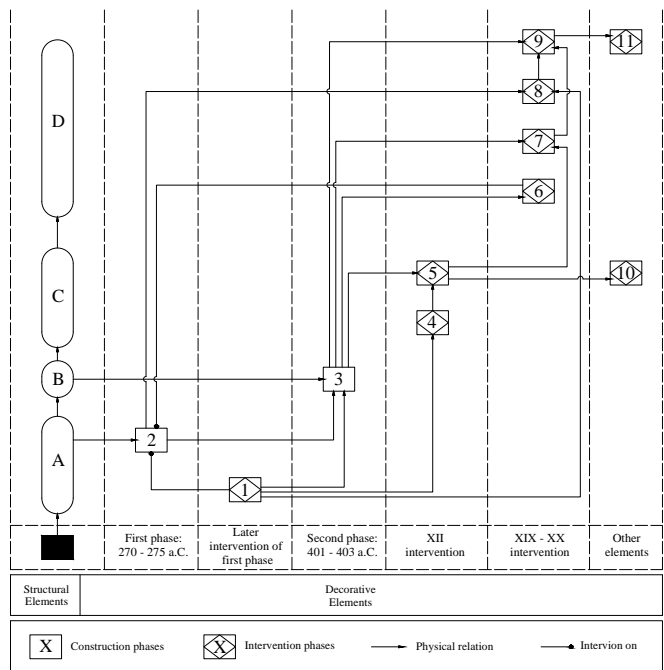 9
11
8
D
7
6
5
10
C
4
B
3
2
A
1
First phase:
270 - 275 a.C.
Later
intervention of
first phase
Second phase:
401 - 403 a.C.
XII
intervention
XIX - XX
intervention
Other
elements
Structural
Elements
Decorative
Elements
X Construction phases X Intervention phases Physical relation Intervion on